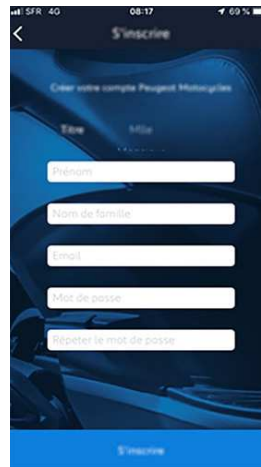 SFR 4G 08:17 69 %
S'inscrire
Créer votre compte Peugeot Motocycles
Titre Mlle
Prénom
Nom de famille
Email
Mot de passe
Répeter le mot de passe
S'inscrire